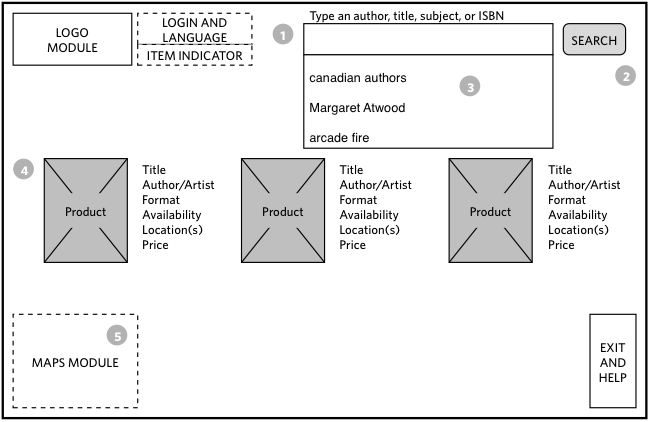 LOGO
MODULE
LOGIN AND
LANGUAGE
ITEM INDICATOR
1
Type an author, title, subject, or ISBN
SEARCH
2
3
canadian authors
Margaret Atwood
arcade fire
4
Product
Title
Author/Artist
Format
Availability
Location(s)
Price
Product
Title
Author/Artist
Format
Availability
Location(s)
Price
Product
Title
Author/Artist
Format
Availability
Location(s)
Price
5
MAPS MODULE
EXIT
AND
HELP